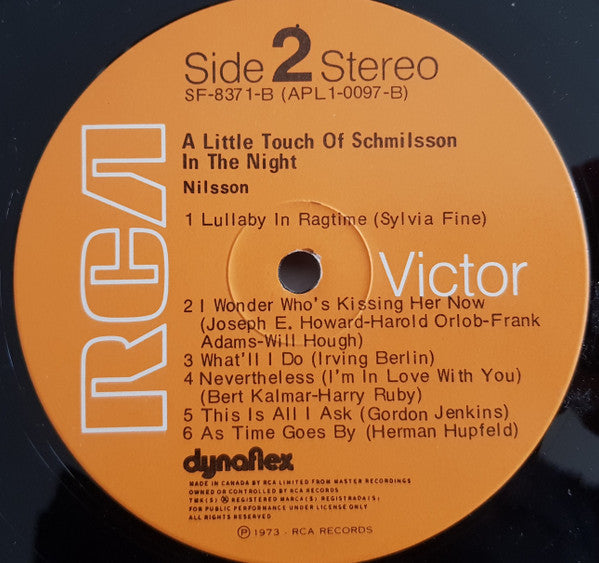 Side 2 Stereo
SF-8371-B (APL1-0097-B)
A Little Touch Of Schmilsson
In The Night
Nilsson
1 Lullaby In Ragtime (Sylvia Fine)
RCA
Victor
2 I Wonder Who's Kissing Her Now
(Joseph E. Howard-Harold Orlob-Frank
Adams-Will Hough)
3 What'll I Do (Irving Berlin)
4 Nevertheless (I'm In Love With You)
(Bert Kalmar-Harry Ruby)
5 This Is All I Ask (Gordon Jenkins)
6 As Time Goes By (Herman Hupfeld)
dynaflex
MADE IN CANADA BY RCA LIMITED FROM MASTER RECORDINGS
OWNED OR CONTROLLED BY RCA RECORDS
TMK(S) ® REGISTERED MARCA(S) REGISTRADA(S)
FOR PUBLIC PERFORMANCE UNDER LICENSE ONLY
ALL RIGHTS RESERVED
℗ 1973 - RCA RECORDS